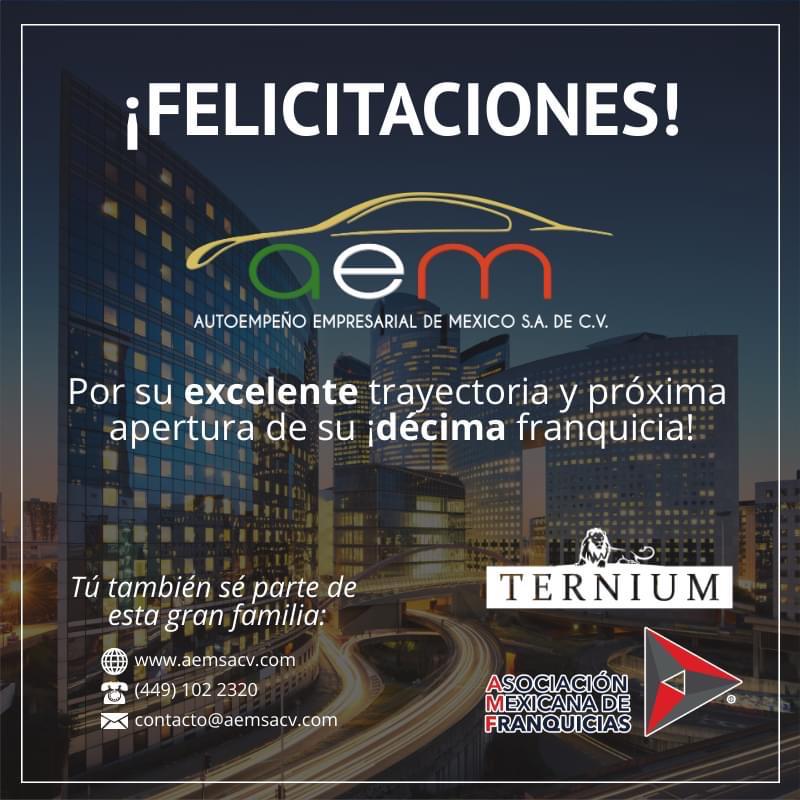 ¡FELICITACIONES!
aem
AUTOEMPEÑO EMPRESARIAL DE MEXICO S.A. DE C.V.
Por su excelente trayectoria y próxima
apertura de su ¡décima franquicia!
Tú también sé parte de
esta gran familia:
www.aemsacv.com
(449) 102 2320
contacto@aemsacv.com
TERNIUM
ASOCIACIÓN
MEXICANA DE
FRANQUICIAS
®